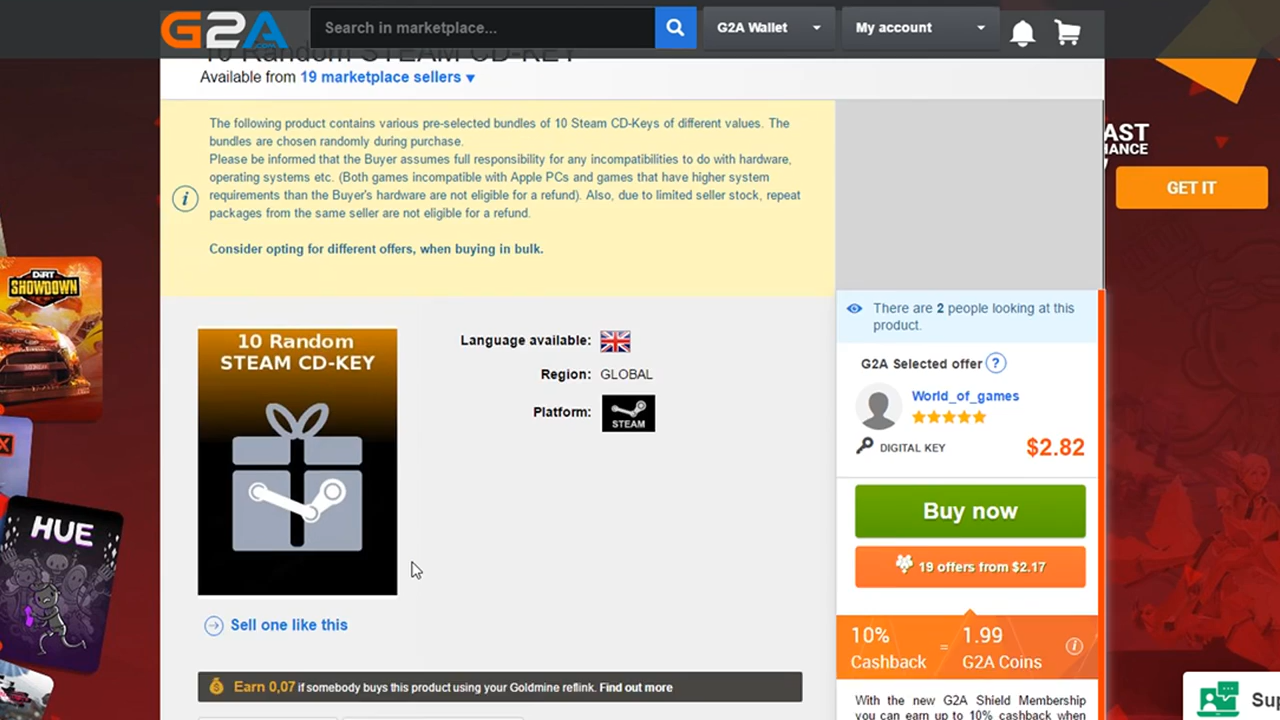 G2A
.COM
Search in marketplace...
G2A Wallet
My account
10 Random STEAM CD-KEY
Available from 19 marketplace sellers ▼
The following product contains various pre-selected bundles of 10 Steam CD-Keys of different values. The
bundles are chosen randomly during purchase.
Please be informed that the Buyer assumes full responsibility for any incompatibilities to do with hardware,
operating systems etc. (Both games incompatible with Apple PCs and games that have higher system
requirements than the Buyer's hardware are not eligible for a refund). Also, due to limited seller stock, repeat
packages from the same seller are not eligible for a refund.
Consider opting for different offers, when buying in bulk.
AST
ANCE
GET IT
DiRT
SHOWDOWN
HUE
10 Random
STEAM CD-KEY
Language available:
Region: GLOBAL
Platform: STEAM
Sell one like this
Earn 0,07 if somebody buys this product using your Goldmine reflink. Find out more
There are 2 people looking at this
product.
G2A Selected offer ?
World_of_games
DIGITAL KEY
$2.82
Buy now
19 offers from $2.17
10% = 1.99
Cashback G2A Coins
With the new G2A Shield Membership
you can earn up to 10% cashback when
Sup